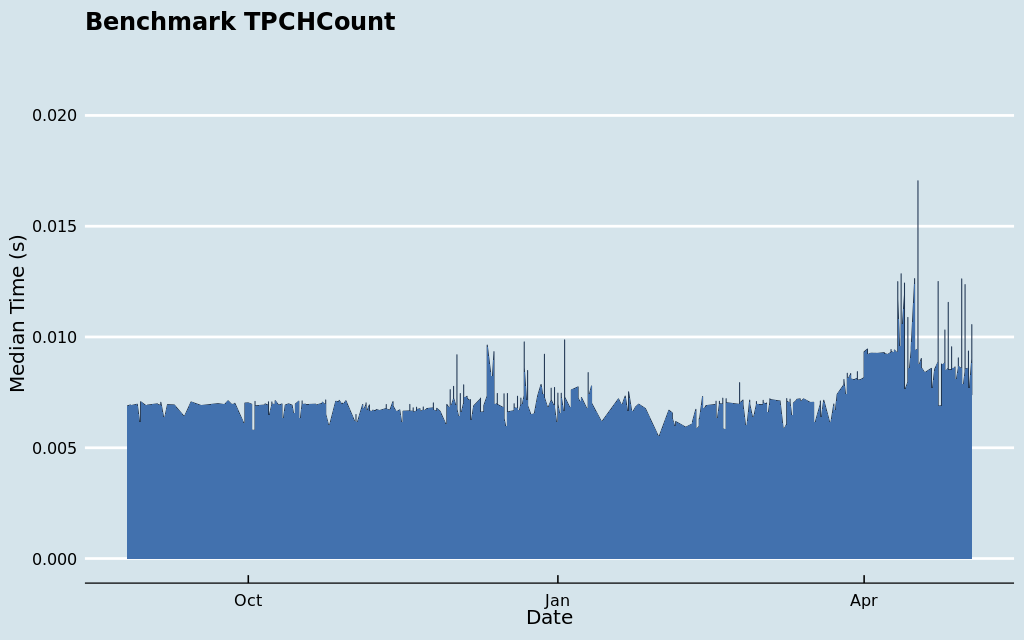 Benchmark TPCHCount
0.020
0.015
0.010
0.005
0.000
Median Time (s)
Oct
Jan
Apr
Date